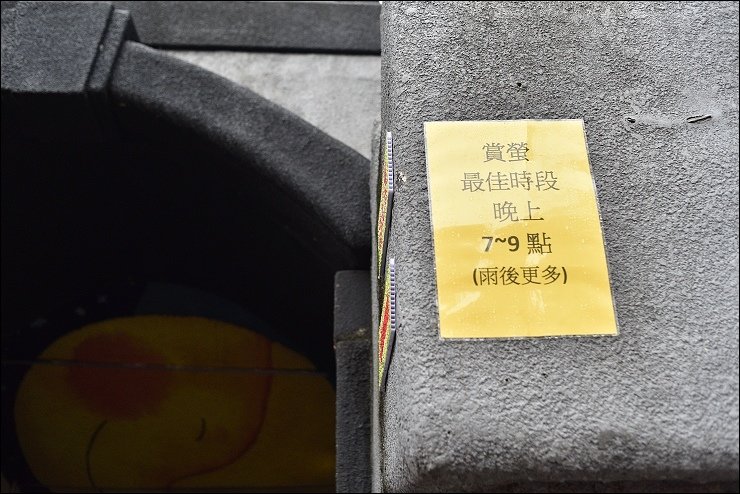 賞螢
最佳時段
晚上
7~9 點
(雨後更多)